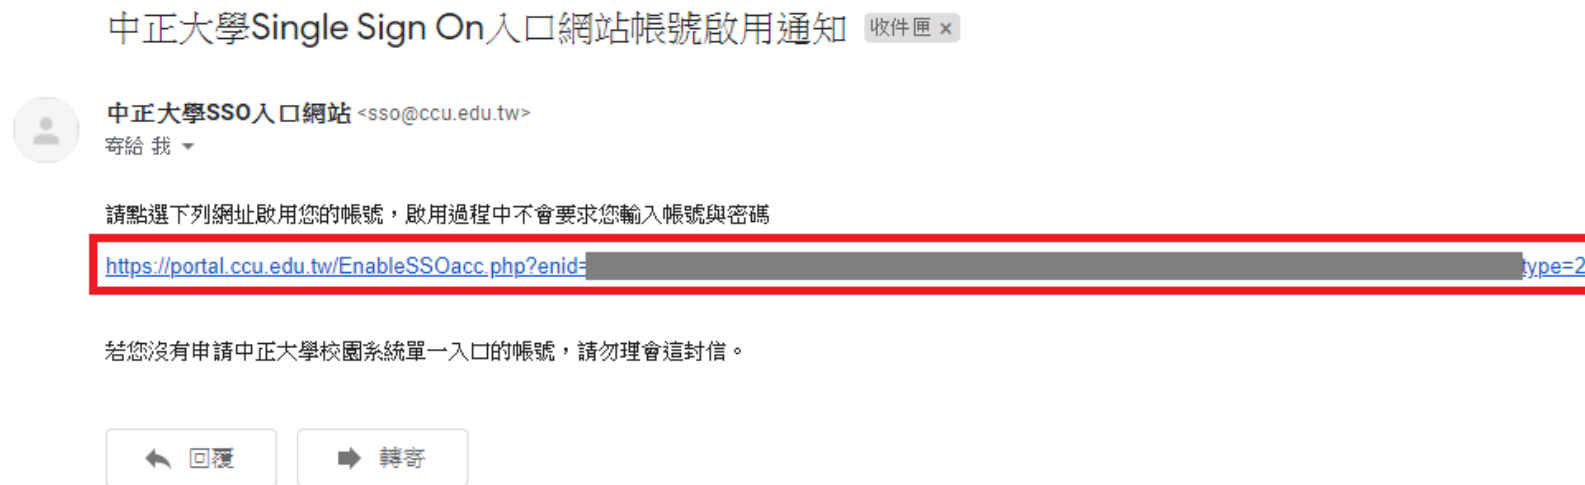 中正大學Single Sign On入口網站帳號啟用通知 收件匣 ×
中正大學SSO入口網站 <sso@ccu.edu.tw>
寄給 我
請點選下列網址啟用您的帳號，啟用過程中不會要求您輸入帳號與密碼
https://portal.ccu.edu.tw/EnableSSOacc.php?enid= type=2
若您沒有申請中正大學校園系統單一入口的帳號，請勿理會這封信。
回覆 轉寄